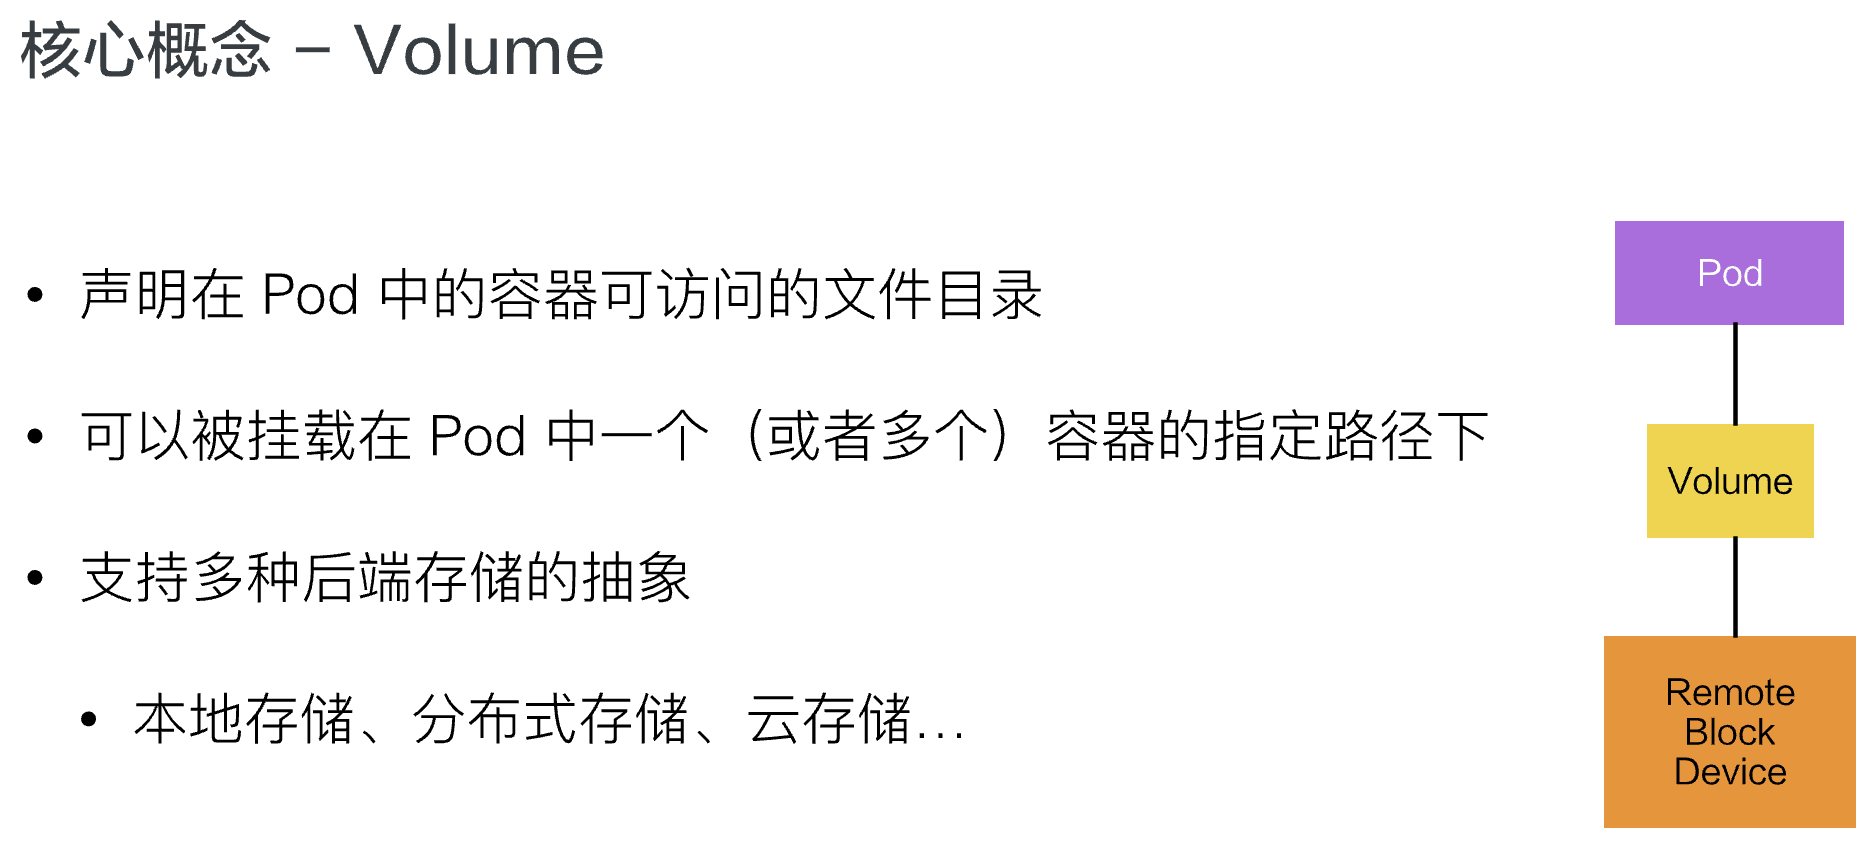 核心概念 – Volume
• 声明在 Pod 中的容器可访问的文件目录
• 可以被挂载在 Pod 中一个（或者多个）容器的指定路径下
• 支持多种后端存储的抽象
• 本地存储、分布式存储、云存储…
Pod
Volume
Remote
Block
Device